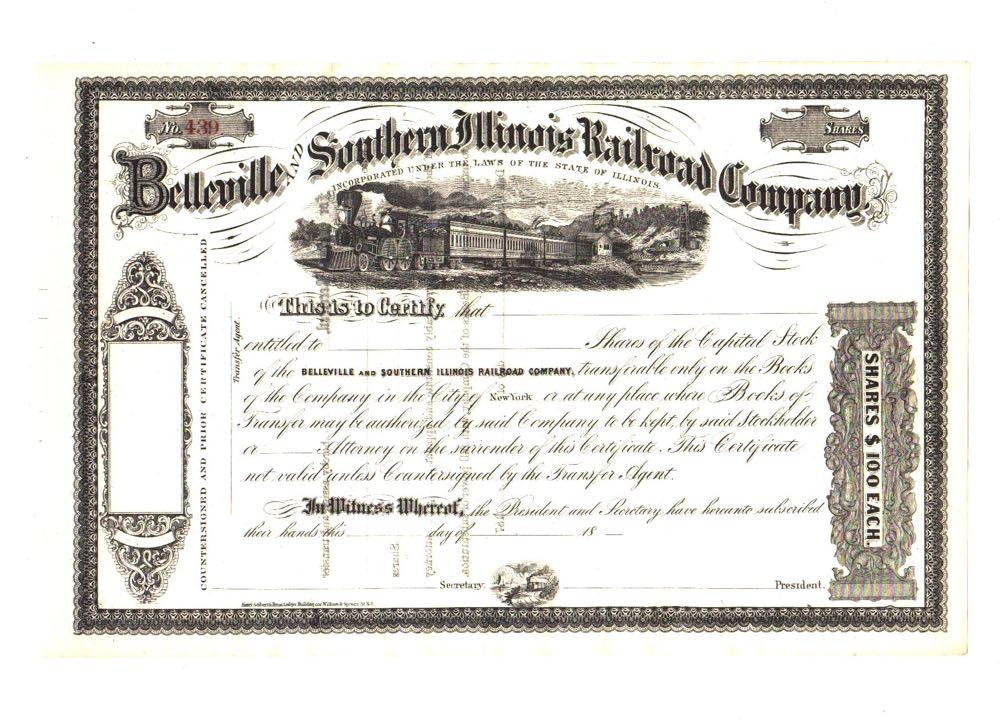 No. 439
SHARES
Belleville AND Southern Illinois Railroad Company.
INCORPORATED UNDER THE LAWS OF THE STATE OF ILLINOIS.
COUNTERSIGNED AND PRIOR CERTIFICATE CANCELLED
Transfer Agent.
This is to Certify that
entitled to Shares of the Capital Stock
of the BELLEVILLE AND SOUTHERN ILLINOIS RAILROAD COMPANY, transferable only on the Books
of the Company in the City of New York or at any place where Books of
Transfer may be authorized by said Company to be kept, by said Stockholder
or Attorney on the surrender of this Certificate. This Certificate
not valid unless Countersigned by the Transfer Agent.
In Witness Whereof, the President and Secretary have hereunto subscribed
their hands this day of 18
Secretary. President.
SHARES $ 100 EACH.
Ledger Building cor. William & Spruce St. N.Y.